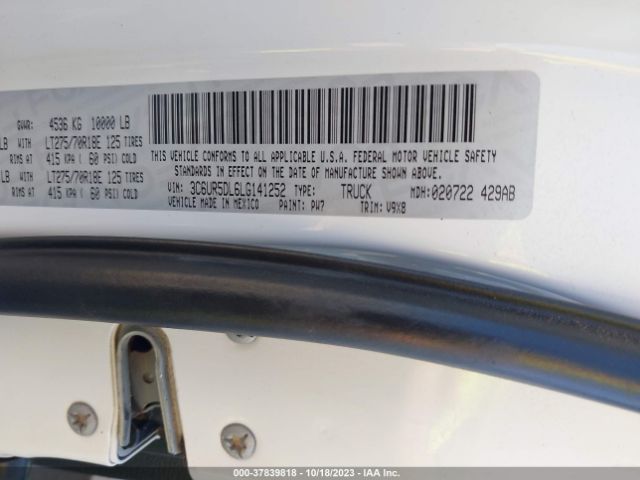 GVWR: 4536 KG 10000 LB
LB WITH LT275/70R18E 125 TIRES
RIMS AT 415 KPA ( 60 PSI) COLD
LB WITH LT275/70R18E 125 TIRES
RIMS AT 415 KPA ( 60 PSI) COLD
THIS VEHICLE CONFORMS TO ALL APPLICABLE U.S.A. FEDERAL MOTOR VEHICLE SAFETY
STANDARDS IN EFFECT ON THE DATE OF MANUFACTURE SHOWN ABOVE.
VIN: 3C6UR5DL6LG141252 TYPE: TRUCK MDH: 020722 429AB
VEHICLE MADE IN MEXICO PAINT: PW7 TRIM: V9X8
000-37839818 - 10/18/2023 - IAA Inc.